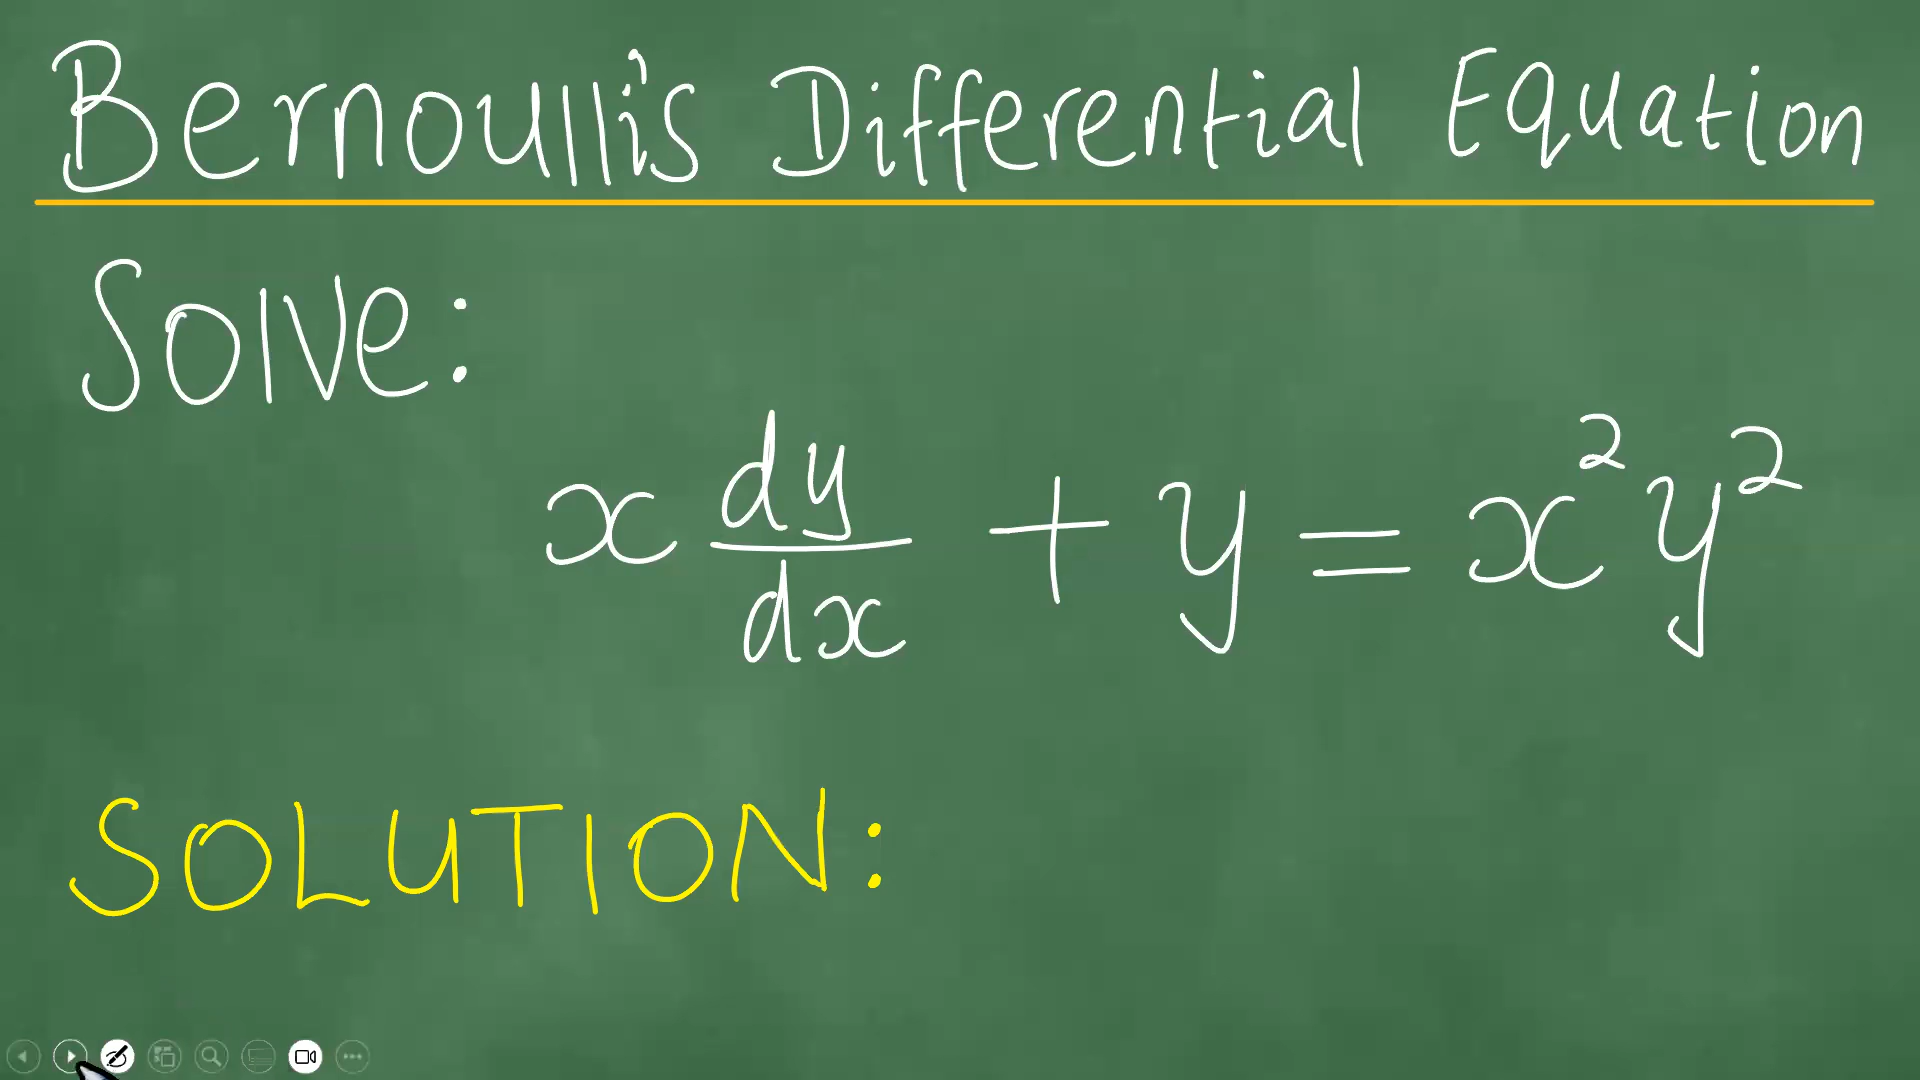 Bernoulli's Differential Equation
Solve:
x dy/dx + y = x²y²
SOLUTION: